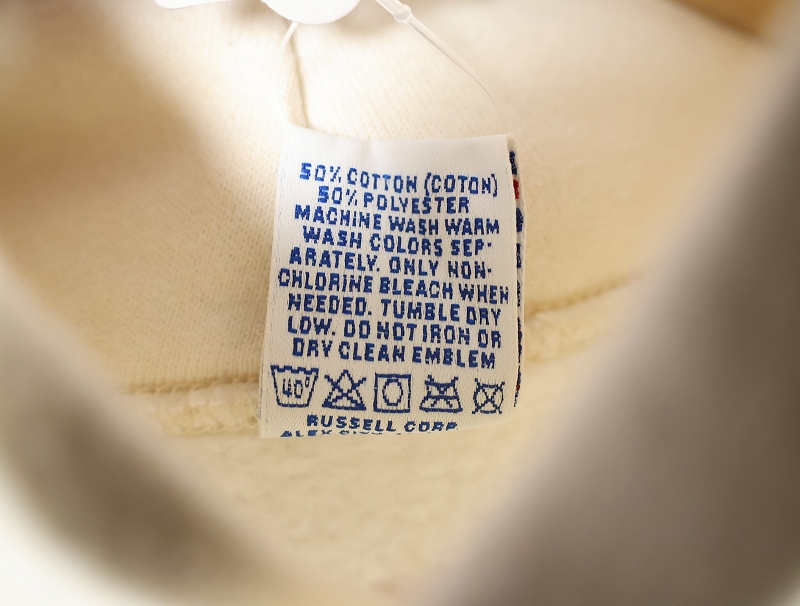 50% COTTON (COTON)
50% POLYESTER
MACHINE WASH WARM
WASH COLORS SEP-
ARATELY. ONLY NON-
CHLORINE BLEACH WHEN
NEEDED. TUMBLE DRY
LOW. DO NOT IRON OR
DRY CLEAN EMBLEM
40°
RUSSELL CORP